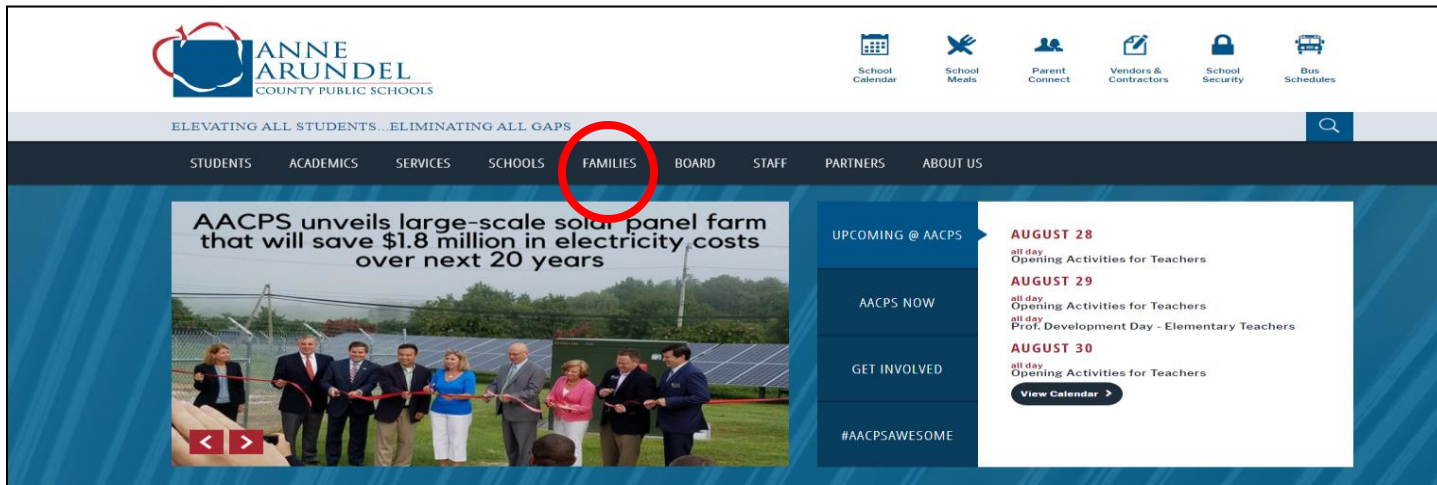 ANNE
ARUNDEL
COUNTY PUBLIC SCHOOLS
School
Calendar
School
Meals
Parent
Connect
Vendors &
Contractors
School
Security
Bus
Schedules
ELEVATING ALL STUDENTS...ELIMINATING ALL GAPS
STUDENTS ACADEMICS SERVICES SCHOOLS FAMILIES BOARD STAFF PARTNERS ABOUT US
AACPS unveils large-scale solar panel farm
that will save $1.8 million in electricity costs
over next 20 years
UPCOMING @ AACPS
AACPS NOW
GET INVOLVED
#AACPSAWESOME
AUGUST 28
all day
Opening Activities for Teachers
AUGUST 29
all day
Opening Activities for Teachers
all day
Prof. Development Day - Elementary Teachers
AUGUST 30
all day
Opening Activities for Teachers
View Calendar >